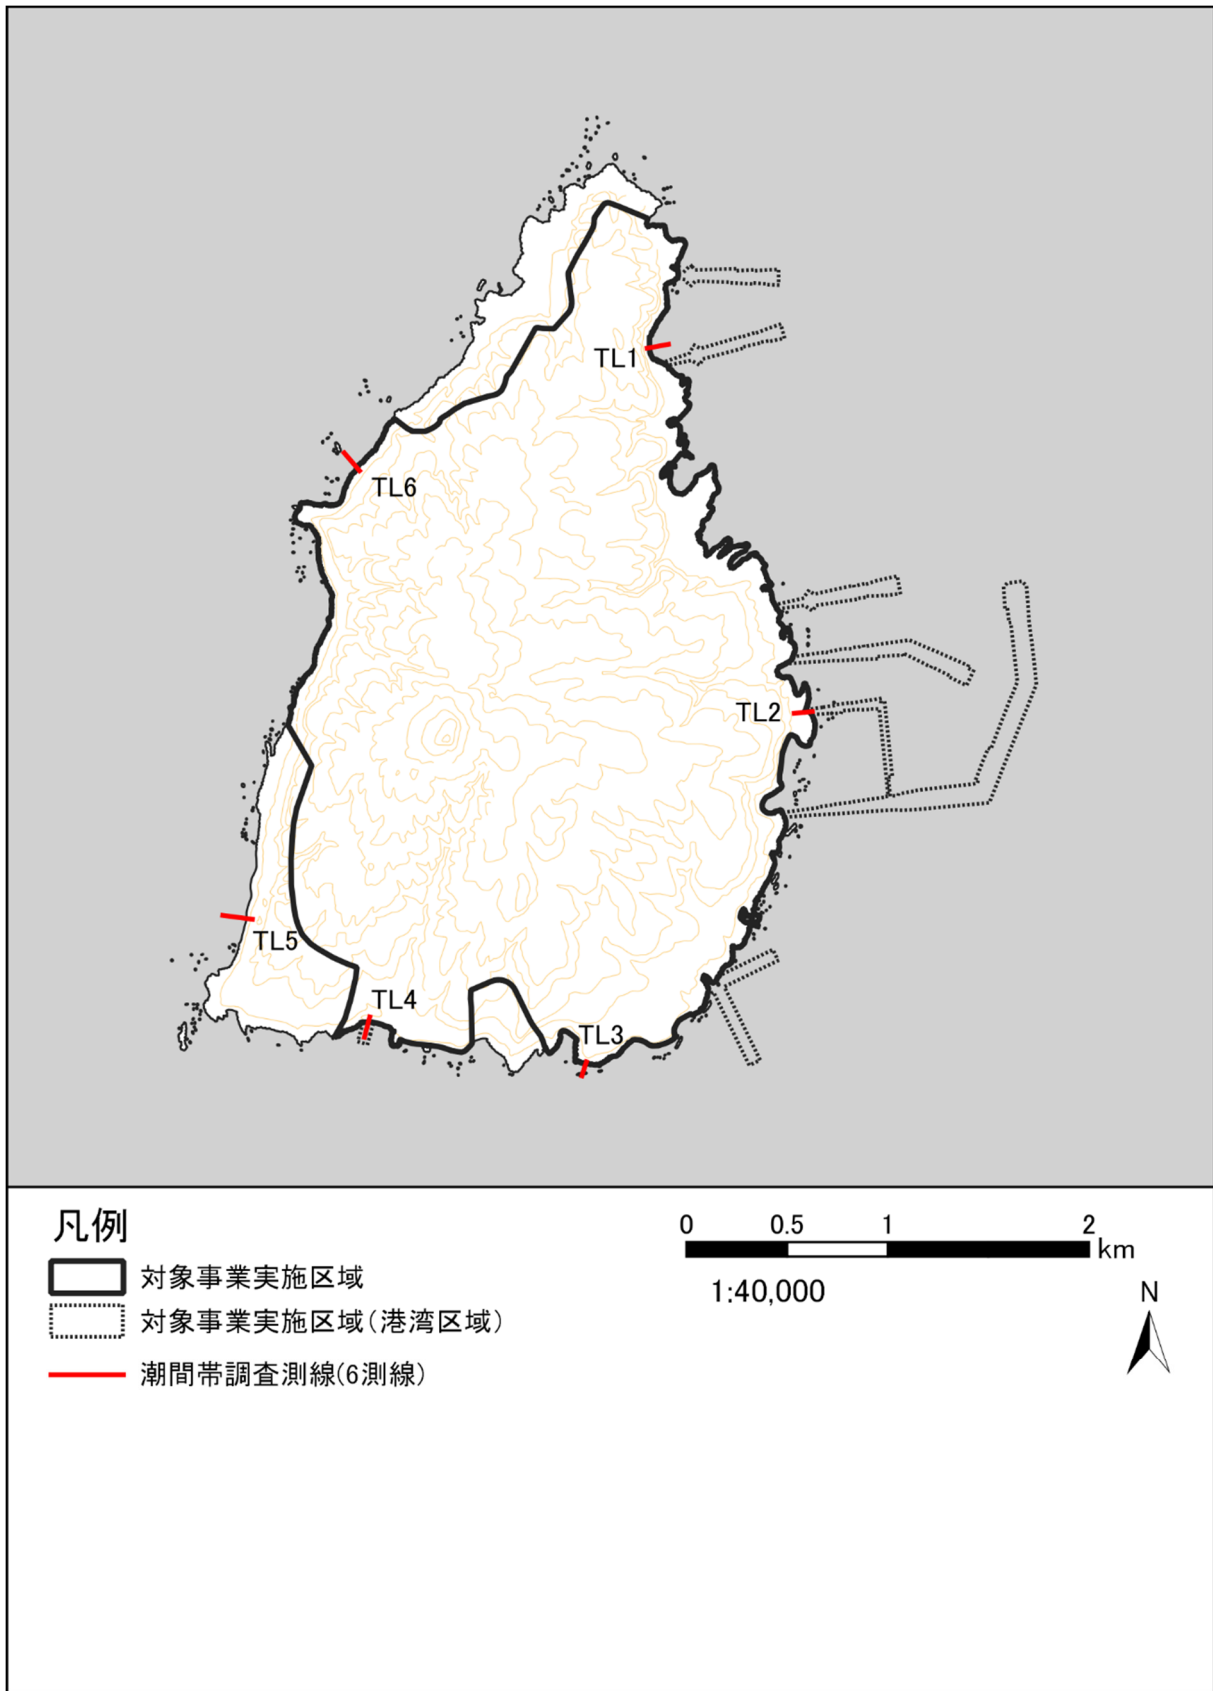 TL1
TL6
TL2
TL5
TL4
TL3
凡例
対象事業実施区域
対象事業実施区域(港湾区域)
潮間帯調査測線(6測線)
0 0.5 1 2
km
1:40,000
N